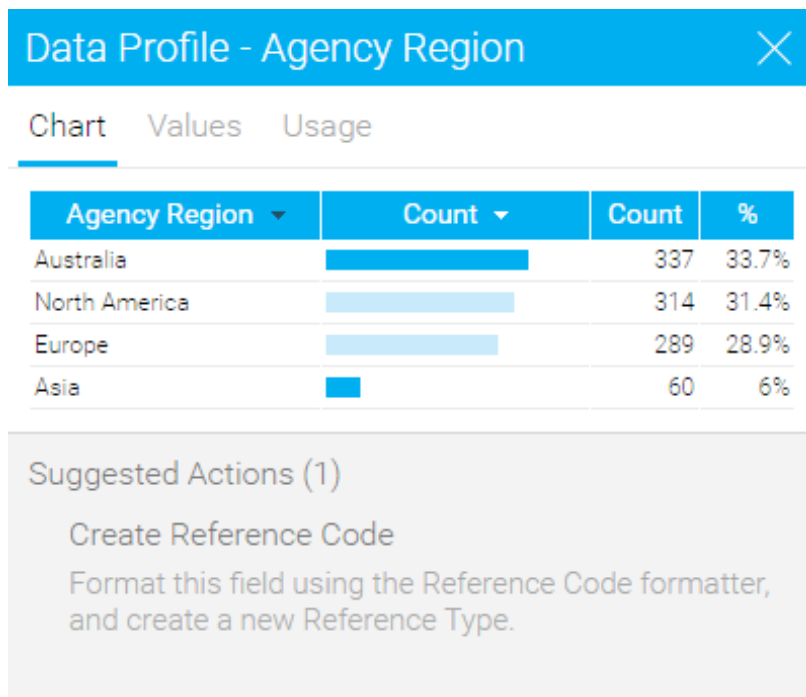 Data Profile - Agency Region
Chart Values Usage
Agency Region Count Count %
Australia 337 33.7%
North America 314 31.4%
Europe 289 28.9%
Asia 60 6%
Suggested Actions (1)
Create Reference Code
Format this field using the Reference Code formatter,
and create a new Reference Type.